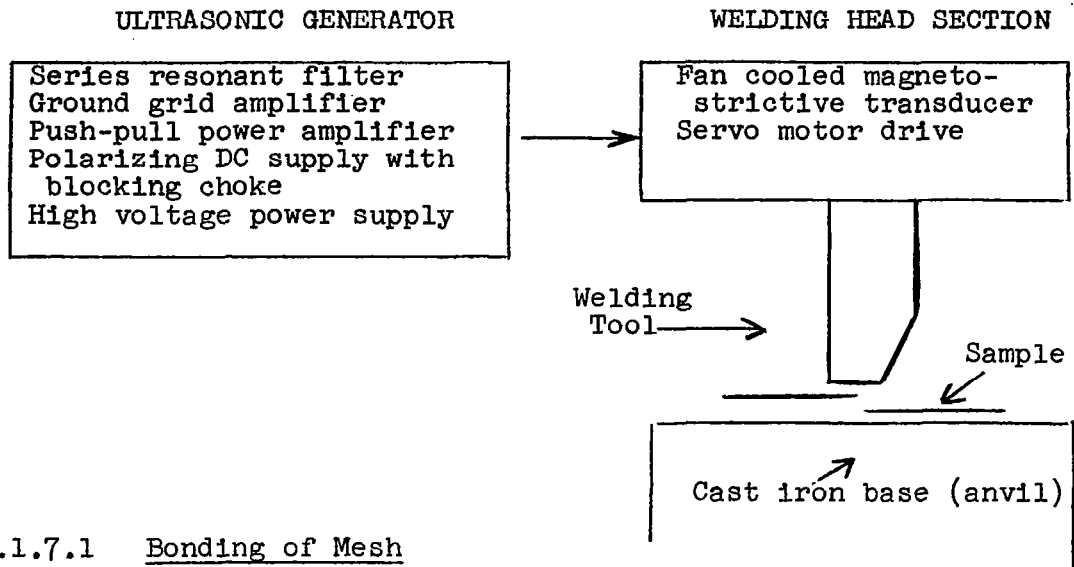 ULTRASONIC GENERATOR
Series resonant filter
Ground grid amplifier
Push-pull power amplifier
Polarizing DC supply with
blocking choke
High voltage power supply
WELDING HEAD SECTION
Fan cooled magneto-
strictive transducer
Servo motor drive
Welding
Tool
Sample
Cast iron base (anvil)
.1.7.1 Bonding of Mesh